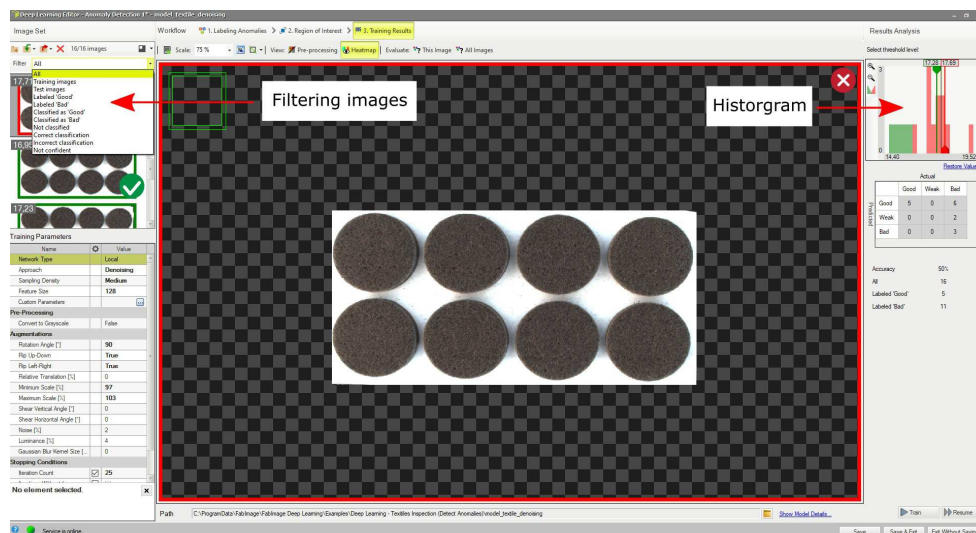 Deep Learning Editor - Anomaly Detection 1* - model_textile_denoising
Image Set
Workflow 1. Labeling Anomalies 2. Region of Interest 3. Training Results
Results Analysis
16/16 images
Scale: 75 % View: Pre-processing Heatmap Evaluate: This Image All Images
Select threshold level:
Filter All
All
Training images
Test images
Labeled 'Good'
Labeled 'Bad'
Classified as 'Good'
Classified as 'Bad'
Not classified
Correct classification
Incorrect classification
Not confident
17,71
16,95
17,23
Filtering images
Historgram
17,28 17,69
3
0
14,40 19,52
Restore Value
Actual
Good Weak Bad
Predicted
Good 5 0 6
Weak 0 0 2
Bad 0 0 3
Accuracy 50%
All 16
Labeled 'Good' 5
Labeled 'Bad' 11
Training Parameters
Name Value
Network Type Local
Approach Denoising
Sampling Density Medium
Feature Size 128
Custom Parameters
Pre-Processing
Convert to Grayscale False
Augmentations
Rotation Angle [°] 90
Flip Up-Down True
Flip Left-Right True
Relative Translation [%] 0
Minimum Scale [%] 97
Maximum Scale [%] 103
Shear Vertical Angle [°] 0
Shear Horizontal Angle [°] 0
Noise [%] 2
Luminance [%] 4
Gaussian Blur Kernel Size [... 0
Stopping Conditions
Iteration Count 25
No element selected.
Path C:\ProgramData\FabImage\FabImage Deep Learning\Examples\Deep Learning - Textiles Inspection (Detect Anomalies)\model_textile_denoising
Show Model Details...
Train Resume
Service is online
Save Save & Exit Exit Without Saving